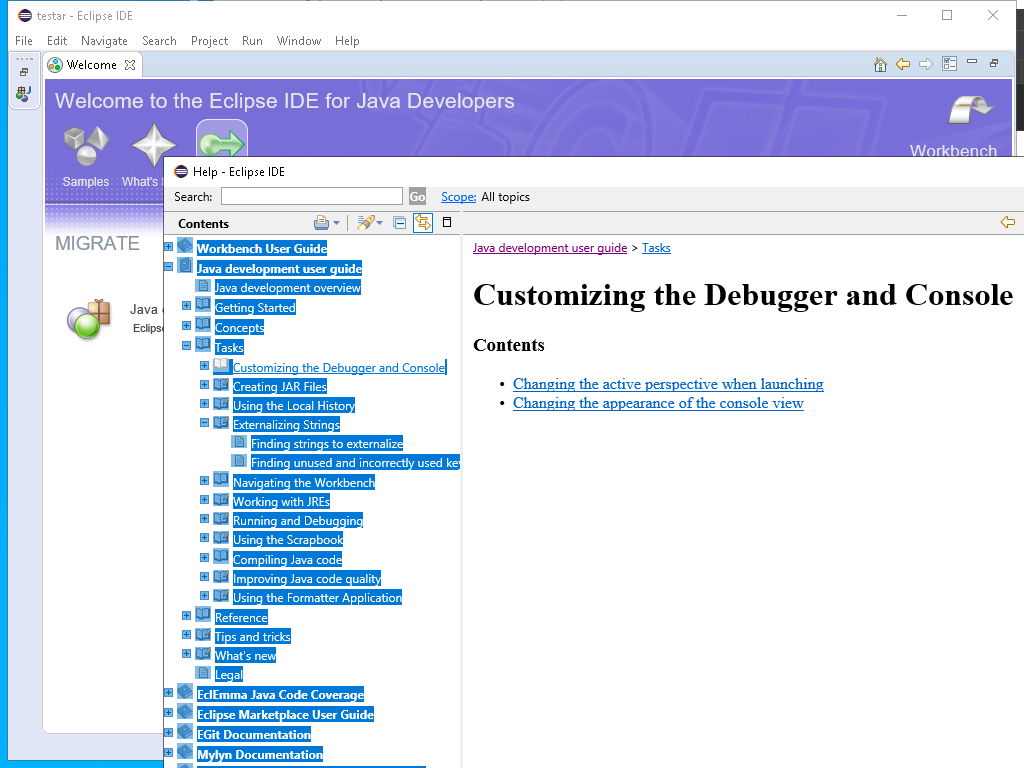 testar - Eclipse IDE
File Edit Navigate Search Project Run Window Help
Welcome
Welcome to the Eclipse IDE for Java Developers
Workbench
Samples What's
MIGRATE
Java
Eclipse
Help - Eclipse IDE
Search: Go Scope: All topics
Contents
Workbench User Guide
Java development user guide
Java development overview
Getting Started
Concepts
Tasks
Customizing the Debugger and Console
Creating JAR Files
Using the Local History
Externalizing Strings
Finding strings to externalize
Finding unused and incorrectly used key
Navigating the Workbench
Working with JREs
Running and Debugging
Using the Scrapbook
Compiling Java code
Improving Java code quality
Using the Formatter Application
Reference
Tips and tricks
What's new
Legal
EclEmma Java Code Coverage
Eclipse Marketplace User Guide
EGit Documentation
Mylyn Documentation
Java development user guide > Tasks
Customizing the Debugger and Console
Contents
• Changing the active perspective when launching
• Changing the appearance of the console view